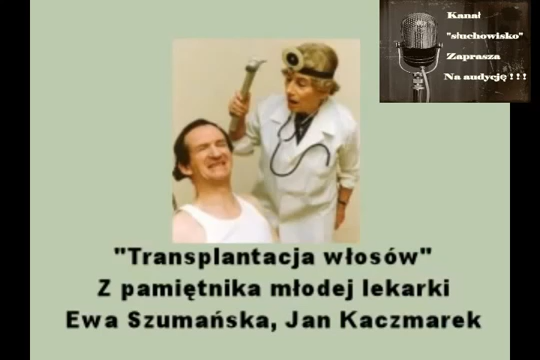 Kanał
"słuchowisko"
Zaprasza
Na audycję ! ! !
"Transplantacja włosów"
Z pamiętnika młodej lekarki
Ewa Szumańska, Jan Kaczmarek